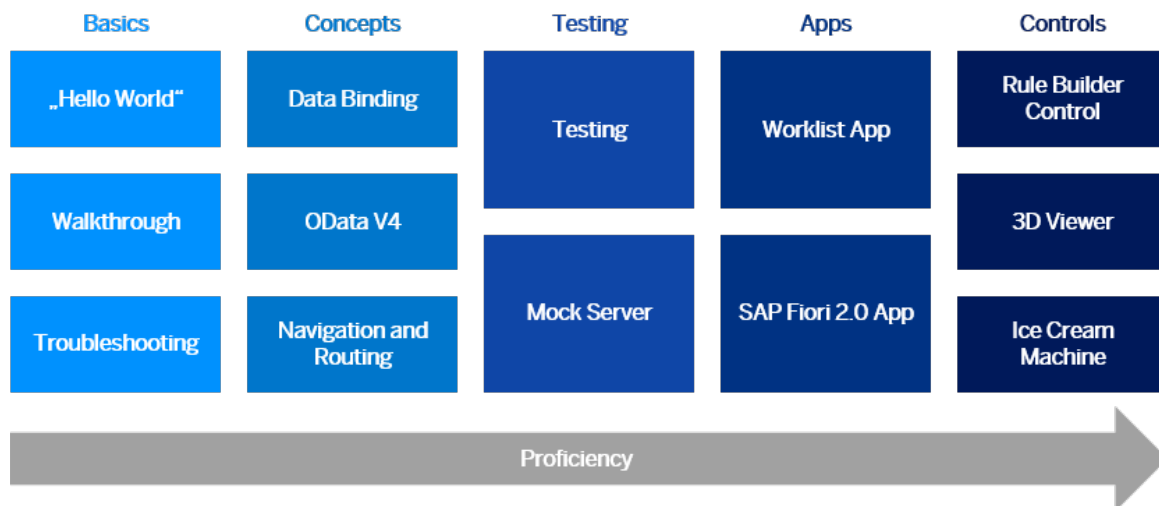 Basics
Concepts
Testing
Apps
Controls
„Hello World“
Data Binding
Testing
Worklist App
Rule Builder
Control
Walkthrough
OData V4
3D Viewer
Mock Server
SAP Fiori 2.0 App
Troubleshooting
Navigation and
Routing
Ice Cream
Machine
Proficiency